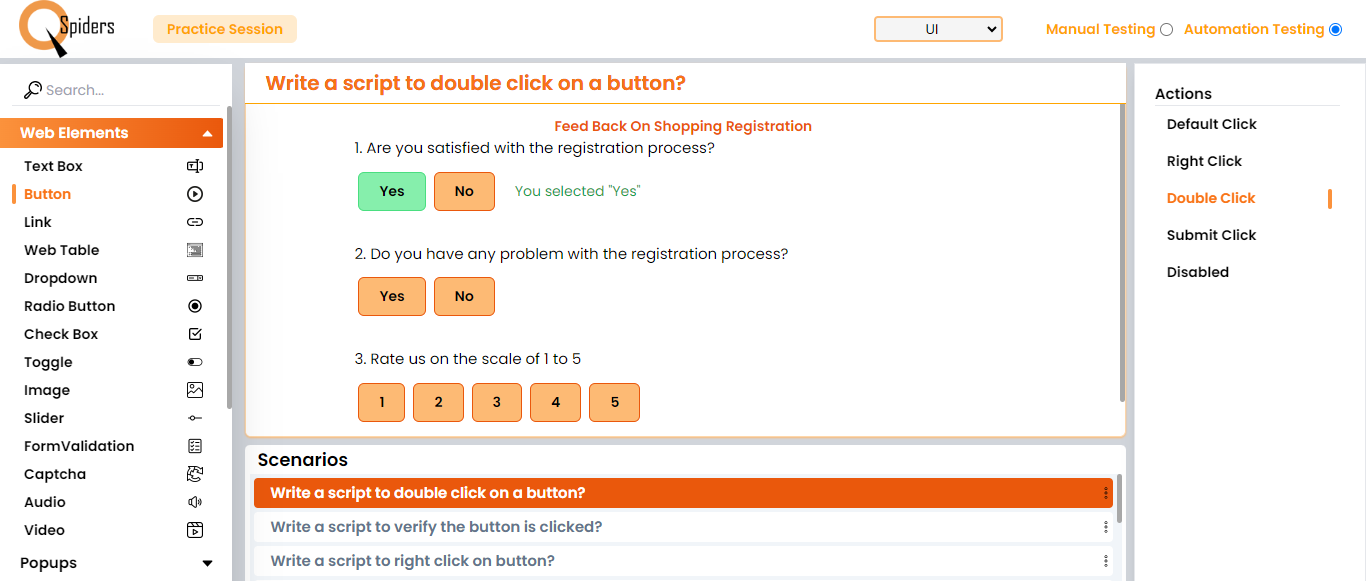 Spiders
Practice Session
UI
Manual Testing
Automation Testing
Search...
Web Elements
Text Box
Button
Link
Web Table
Dropdown
Radio Button
Check Box
Toggle
Image
Slider
FormValidation
Captcha
Audio
Video
Popups
Write a script to double click on a button?
Feed Back On Shopping Registration
1. Are you satisfied with the registration process?
Yes No You selected "Yes"
2. Do you have any problem with the registration process?
Yes No
3. Rate us on the scale of 1 to 5
1 2 3 4 5
Scenarios
Write a script to double click on a button?
Write a script to verify the button is clicked?
Write a script to right click on button?
Actions
Default Click
Right Click
Double Click
Submit Click
Disabled